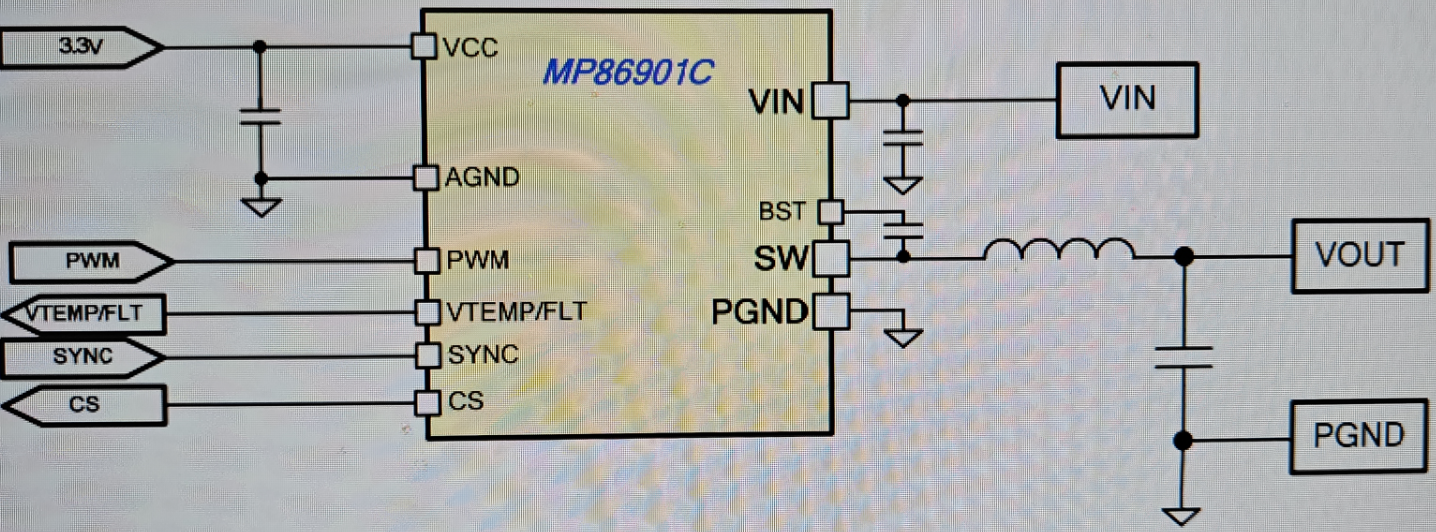 3.3V
VCC
MP86901C
VIN
VIN
AGND
BST
PWM
PWM
SW
VOUT
VTEMP/FLT
VTEMP/FLT
PGND
SYNC
SYNC
CS
CS
PGND